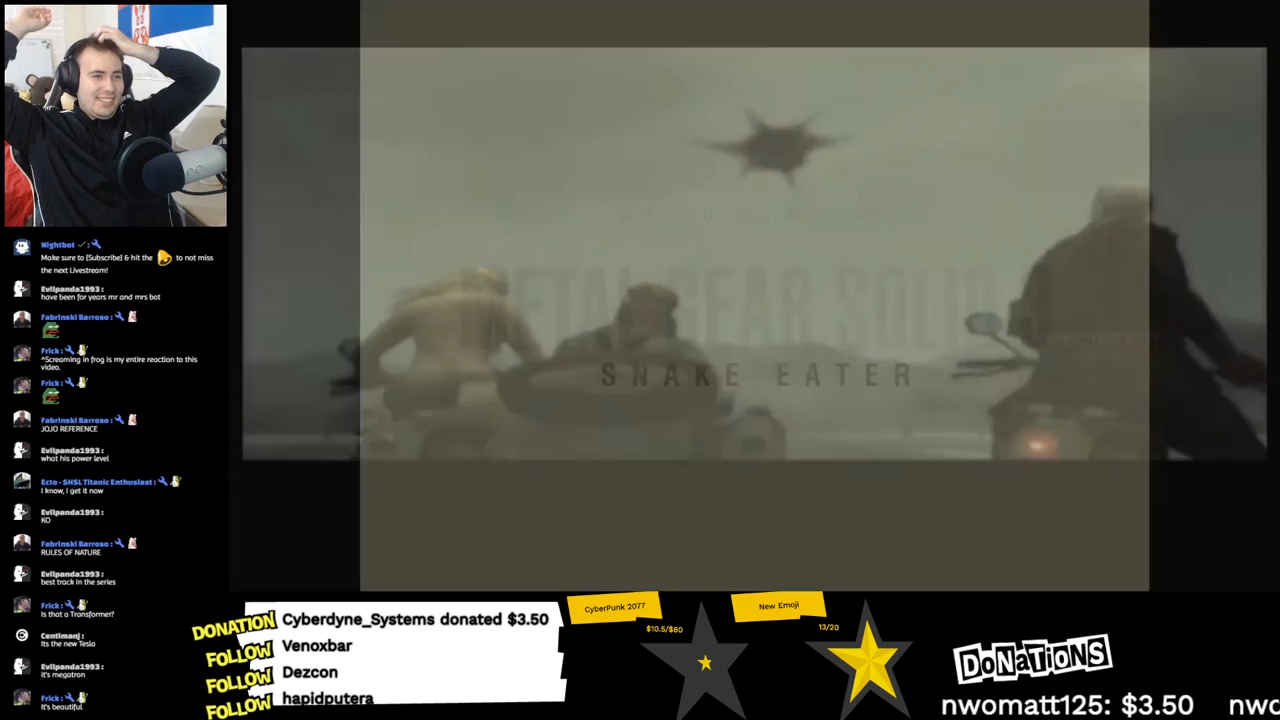 Nightbot
Make sure to [Subscribe] & hit the to not miss
the next Livestream!
Evilpanda1993 :
have been for years mr and mrs bot
Fabrinski Barroso :
Frick :
^Screaming in frog is my entire reaction to this
video.
Frick :
Fabrinski Barroso :
JOJO REFERENCE
Evilpanda1993 :
what his power level
Ecto - SHSL Titanic Enthusiast :
I know, I get it now
Evilpanda1993 :
KO
Fabrinski Barroso :
RULES OF NATURE
Evilpanda1993 :
best track in the series
Frick :
Is that a Transformer?
Centimanj :
Its the new Tesla
Evilpanda1993 :
it's megatron
Frick :
It's beautiful
METAL GEAR SOLID
SNAKE EATER
DONATION Cyberdyne_Systems donated $3.50
FOLLOW Venoxbar
FOLLOW Dezcon
FOLLOW hapidputera
CyberPunk 2077
$10.5/$80
New Emoji
13/20
DONATIONS
nwomatt125: $3.50 nwo